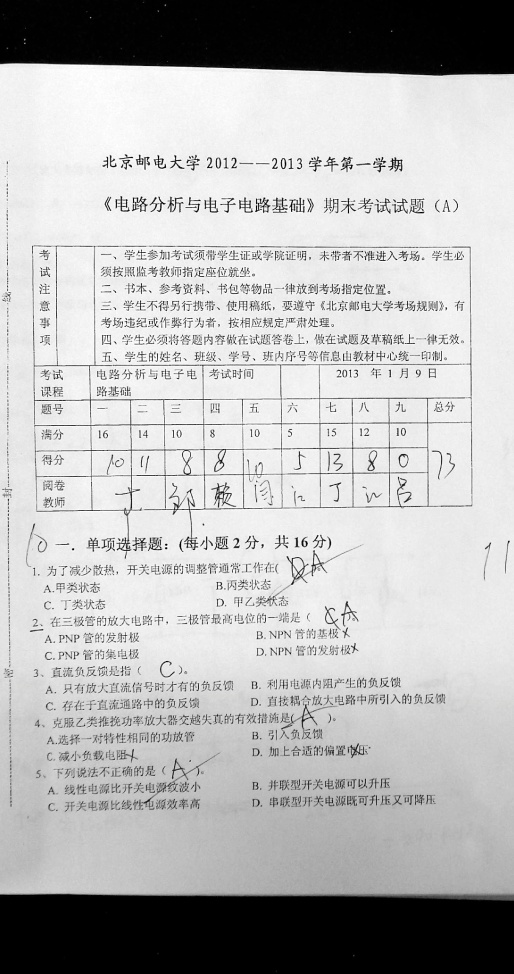 北京邮电大学 2012——2013 学年第一学期
《电路分析与电子电路基础》期末考试试题（A）
考试注意事项
一、学生参加考试须带学生证或学院证明，未带者不准进入考场。学生必
须按照监考教师指定座位就坐。
二、书本、参考资料、书包等物品一律放到考场指定位置。
三、学生不得另行携带、使用稿纸，要遵守《北京邮电大学考场规则》，有
考场违纪或作弊行为者，按相应规定严肃处理。
四、学生必须将答题内容做在试题答卷上，做在试题及草稿纸上一律无效。
五、学生的姓名、班级、学号、班内序号等信息由教材中心统一印制。
考试课程 电路分析与电子电路基础 考试时间 2013 年 1 月 9 日
题号 一 二 三 四 五 六 七 八 九 总分
满分 16 14 10 8 10 5 15 12 10
得分 10 11 8 8 10 5 13 8 0 73
阅卷教师
10 一．单项选择题：(每小题 2 分，共 16 分)
11
1. 为了减少散热，开关电源的调整管通常工作在( A
A.甲类状态 B.丙类状态
C. 丁类状态 D. 甲乙类状态
2、在三极管的放大电路中，三极管最高电位的一端是（ A
A. PNP 管的发射极 B. NPN 管的基极 x
C. PNP 管的集电极 D. NPN 管的发射极 x
3、直流负反馈是指（ C ）。
A. 只有放大直流信号时才有的负反馈 B. 利用电源内阻产生的负反馈
C. 存在于直流通路中的负反馈 D. 直接耦合放大电路中所引入的负反馈
4、克服乙类推挽功率放大器交越失真的有效措施是( A ）。
A.选择一对特性相同的功放管 B. 引入负反馈
C. 减小负载电阻 D. 加上合适的偏置电压
5、下列说法不正确的是（ A ）。
A. 线性电源比开关电源纹波小 B. 并联型开关电源可以升压
C. 开关电源比线性电源效率高 D. 串联型开关电源既可升压又可降压